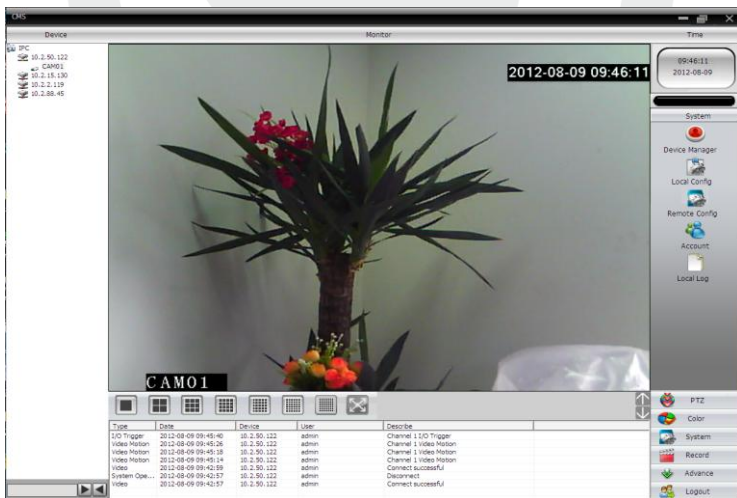 CMS
Device
Monitor
Time
IPC
10.2.50.122
CAM01
10.2.15.130
10.2.2.119
10.2.88.45
2012-08-09 09:46:11
CAM01
09:46:11
2012-08-09
System
Device Manager
Local Config
Remote Config
Account
Local Log
PTZ
Color
System
Record
Advance
Logout
Type Date Device User Describe
I/O Trigger 2012-08-09 09:45:40 10.2.50.122 admin Channel 1 I/O Trigger
Video Motion 2012-08-09 09:45:26 10.2.50.122 admin Channel 1 Video Motion
Video Motion 2012-08-09 09:45:18 10.2.50.122 admin Channel 1 Video Motion
Video Motion 2012-08-09 09:45:14 10.2.50.122 admin Channel 1 Video Motion
Video 2012-08-09 09:42:59 10.2.50.122 admin Connect successful
System Ope... 2012-08-09 09:42:57 10.2.50.122 admin Disconnect
Video 2012-08-09 09:42:57 10.2.50.122 admin Connect successful